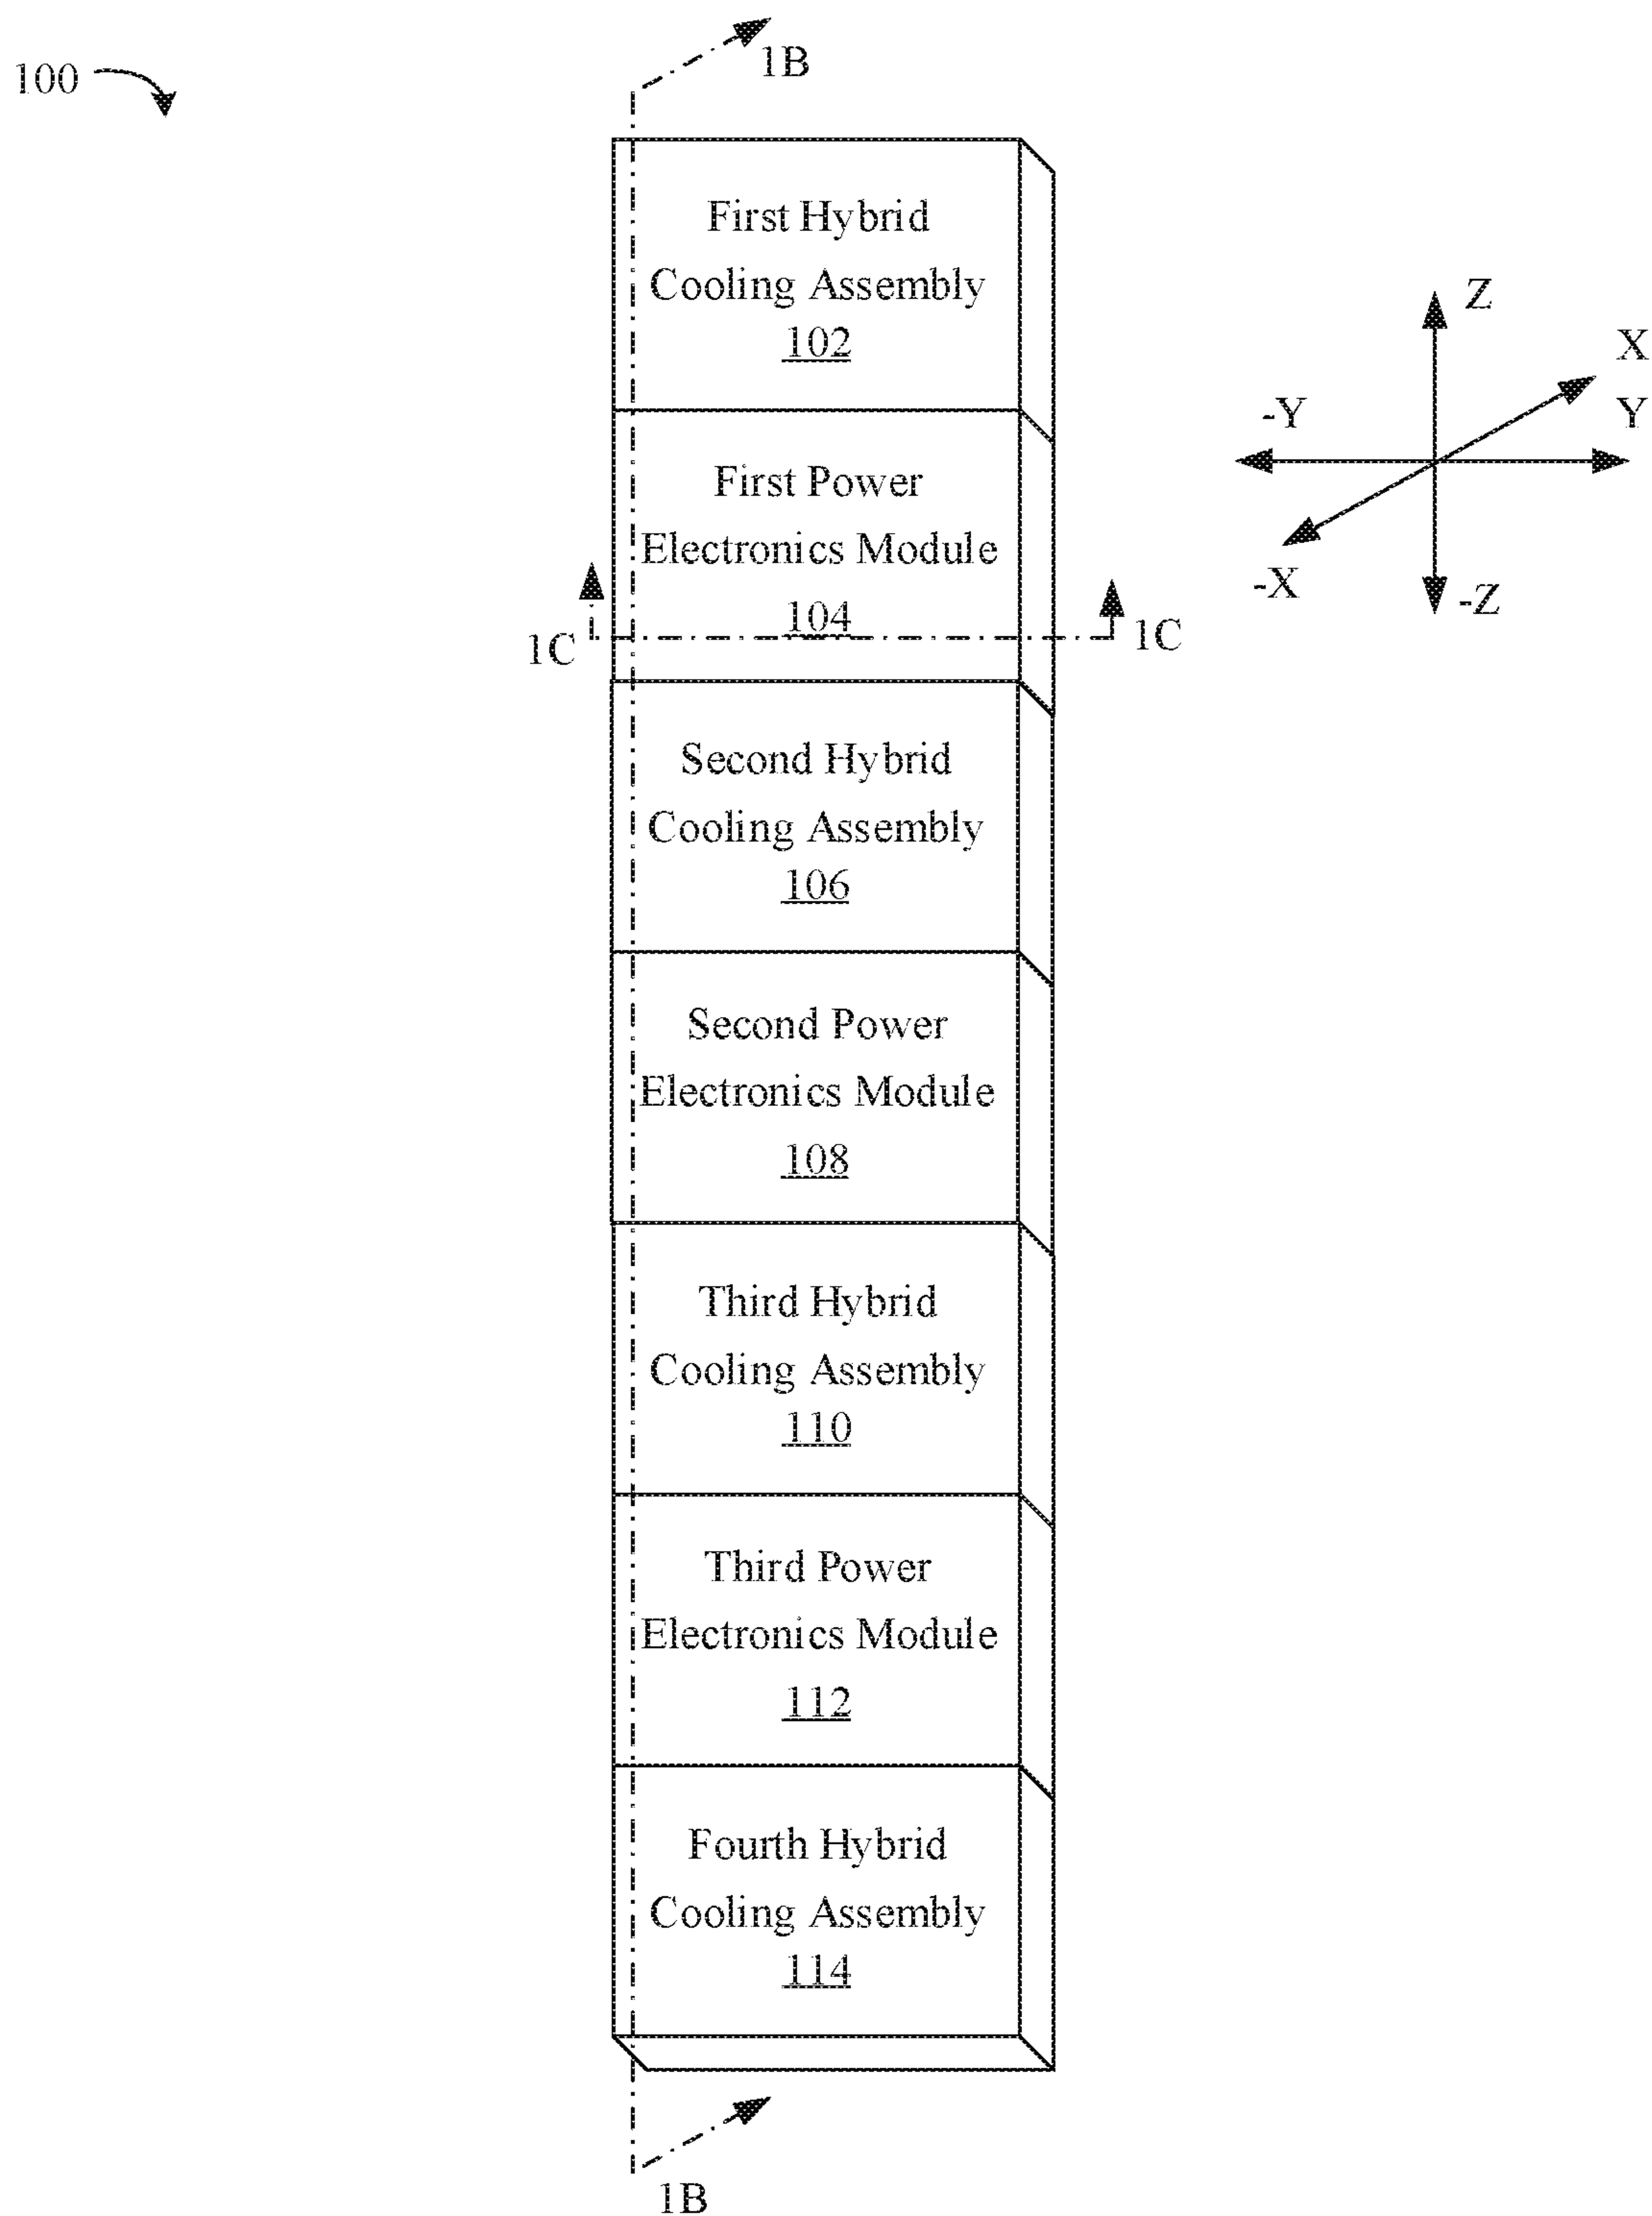 1B
100
First Hybrid
Cooling Assembly
102
Z
X
-Y
Y
First Power
Electronics Module
-X
-Z
104
1C
1C
Second Hybrid
Cooling Assembly
106
Second Power
Electronics Module
108
Third Hybrid
Cooling Assembly
110
Third Power
Electronics Module
112
Fourth Hybrid
Cooling Assembly
114
1B